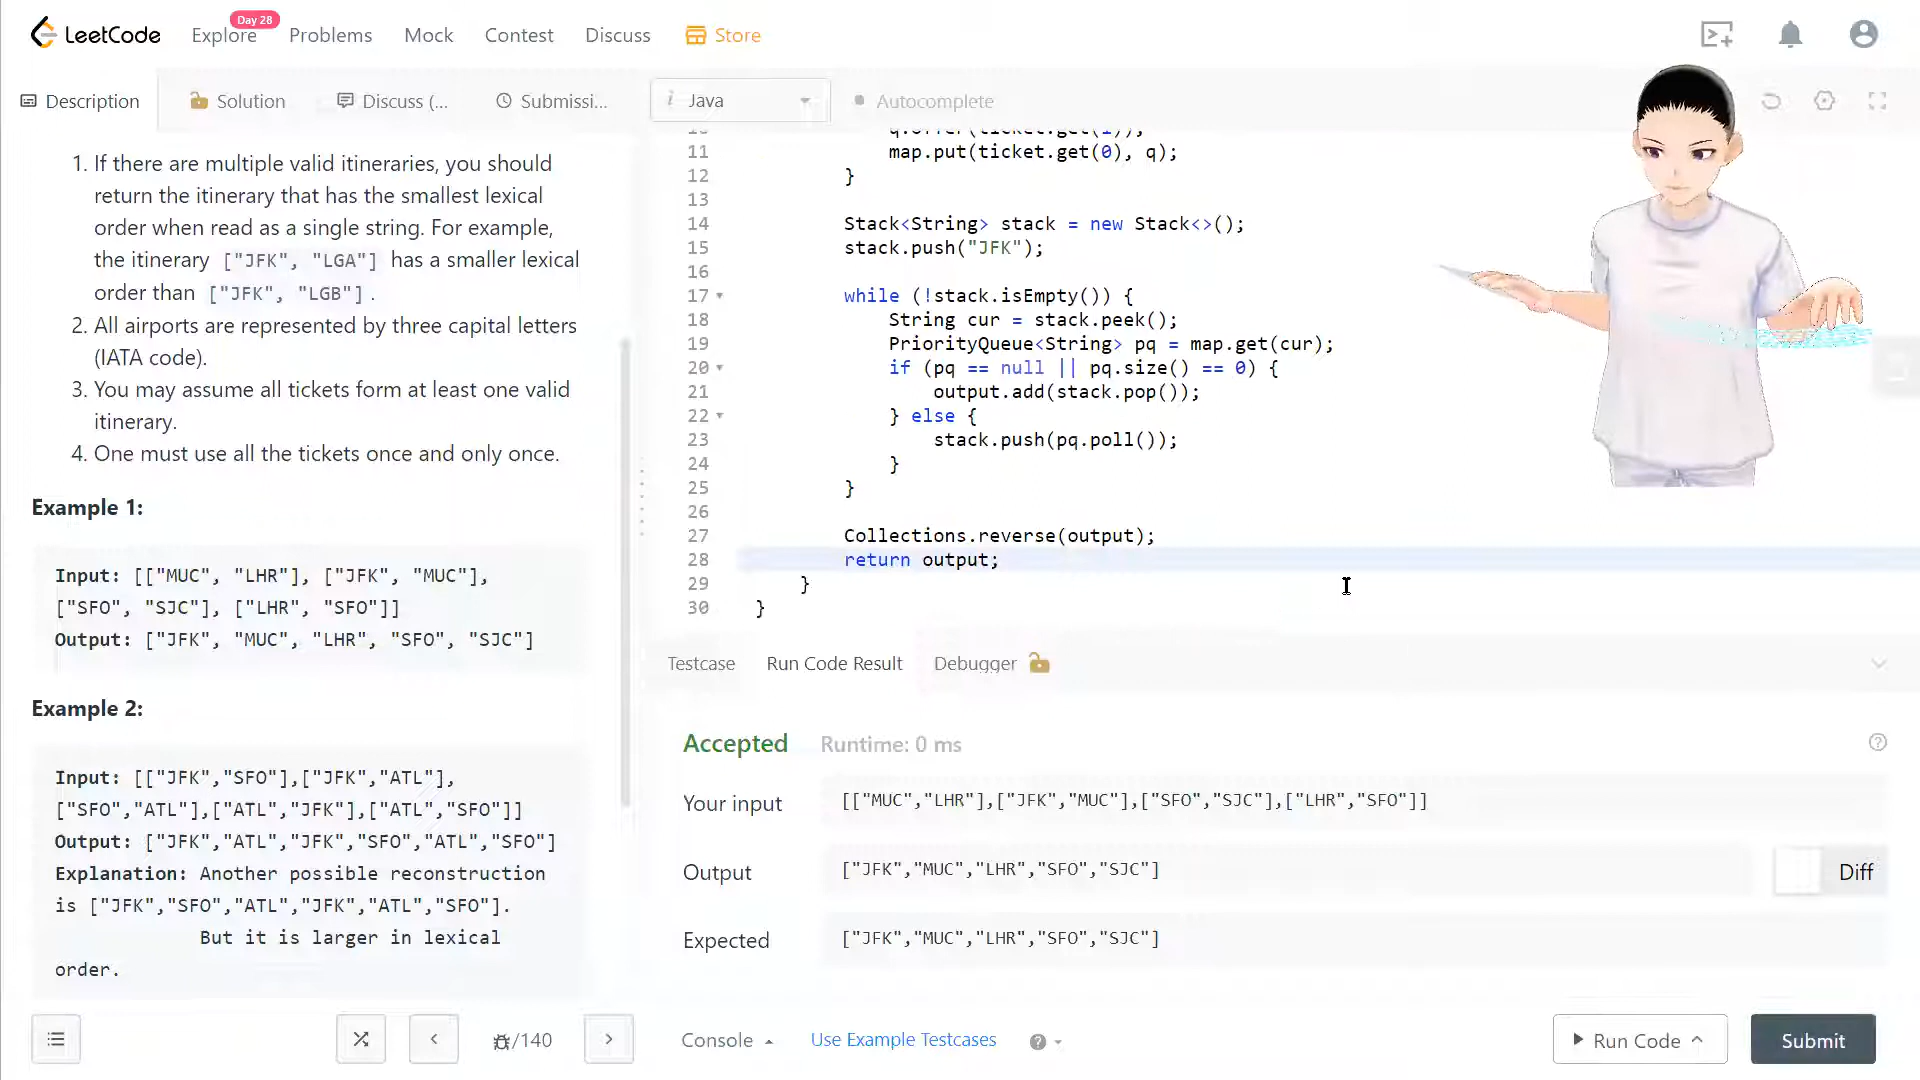 LeetCode
Explore
Day 28
Problems
Mock
Contest
Discuss
Store
Description
Solution
Discuss (...
Submissi...
i Java
Autocomplete
1. If there are multiple valid itineraries, you should
return the itinerary that has the smallest lexical
order when read as a single string. For example,
the itinerary ["JFK", "LGA"] has a smaller lexical
order than ["JFK", "LGB"] .
2. All airports are represented by three capital letters
(IATA code).
3. You may assume all tickets form at least one valid
itinerary.
4. One must use all the tickets once and only once.
Example 1:
Input: [["MUC", "LHR"], ["JFK", "MUC"],
["SFO", "SJC"], ["LHR", "SFO"]]
Output: ["JFK", "MUC", "LHR", "SFO", "SJC"]
Example 2:
Input: [["JFK","SFO"],["JFK","ATL"],
["SFO","ATL"],["ATL","JFK"],["ATL","SFO"]]
Output: ["JFK","ATL","JFK","SFO","ATL","SFO"]
Explanation: Another possible reconstruction
is ["JFK","SFO","ATL","JFK","ATL","SFO"].
But it is larger in lexical
order.
10 q.offer(ticket.get(1));
11 map.put(ticket.get(0), q);
12 }
13
14 Stack<String> stack = new Stack<>();
15 stack.push("JFK");
16
17 while (!stack.isEmpty()) {
18 String cur = stack.peek();
19 PriorityQueue<String> pq = map.get(cur);
20 if (pq == null || pq.size() == 0) {
21 output.add(stack.pop());
22 } else {
23 stack.push(pq.poll());
24 }
25 }
26
27 Collections.reverse(output);
28 return output;
29 }
30 }
Testcase
Run Code Result
Debugger
Accepted
Runtime: 0 ms
Your input
[["MUC","LHR"],["JFK","MUC"],["SFO","SJC"],["LHR","SFO"]]
Output
["JFK","MUC","LHR","SFO","SJC"]
Diff
Expected
["JFK","MUC","LHR","SFO","SJC"]
/140
Console
Use Example Testcases
Run Code
Submit